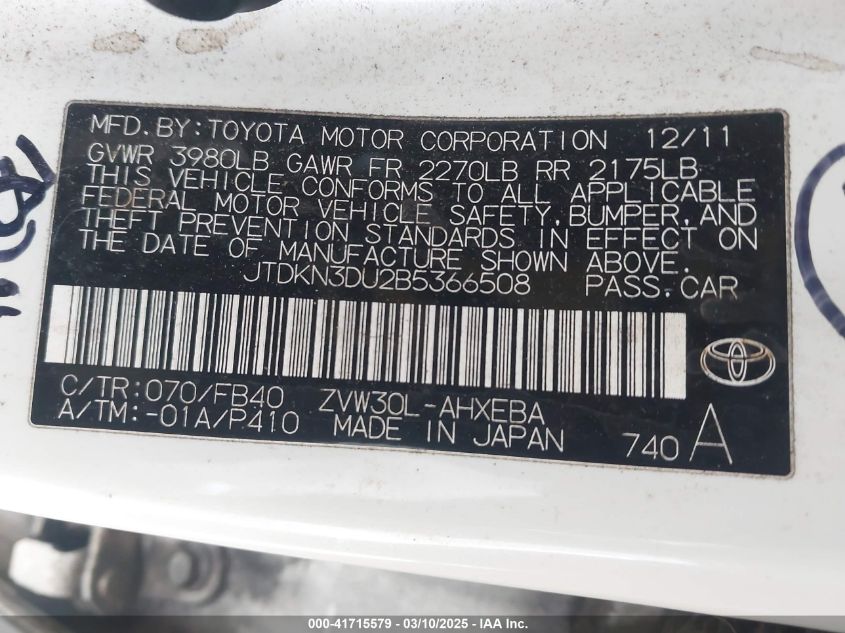 MFD. BY: TOYOTA MOTOR CORPORATION 12/11
GVWR 3980LB GAWR FR 2270LB RR 2175LB
THIS VEHICLE CONFORMS TO ALL APPLICABLE
FEDERAL MOTOR VEHICLE SAFETY, BUMPER, AND
THEFT PREVENTION STANDARDS IN EFFECT ON
THE DATE OF MANUFACTURE SHOWN ABOVE.
JTDKN3DU2B5366508 PASS. CAR
C/TR: 070/FB40 ZVW30L-AHXEBA
A/TM: -01A/P410 MADE IN JAPAN 740 A
000-41715579 — 03/10/2025 — IAA Inc.